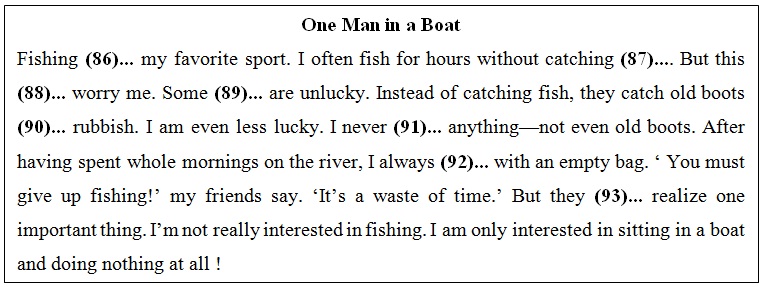 One Man in a Boat
Fishing (86)... my favorite sport. I often fish for hours without catching (87).... But this
(88)... worry me. Some (89)... are unlucky. Instead of catching fish, they catch old boots
(90)... rubbish. I am even less lucky. I never (91)... anything—not even old boots. After
having spent whole mornings on the river, I always (92)... with an empty bag. ‘ You must
give up fishing!’ my friends say. ‘It’s a waste of time.’ But they (93)... realize one
important thing. I’m not really interested in fishing. I am only interested in sitting in a boat
and doing nothing at all !